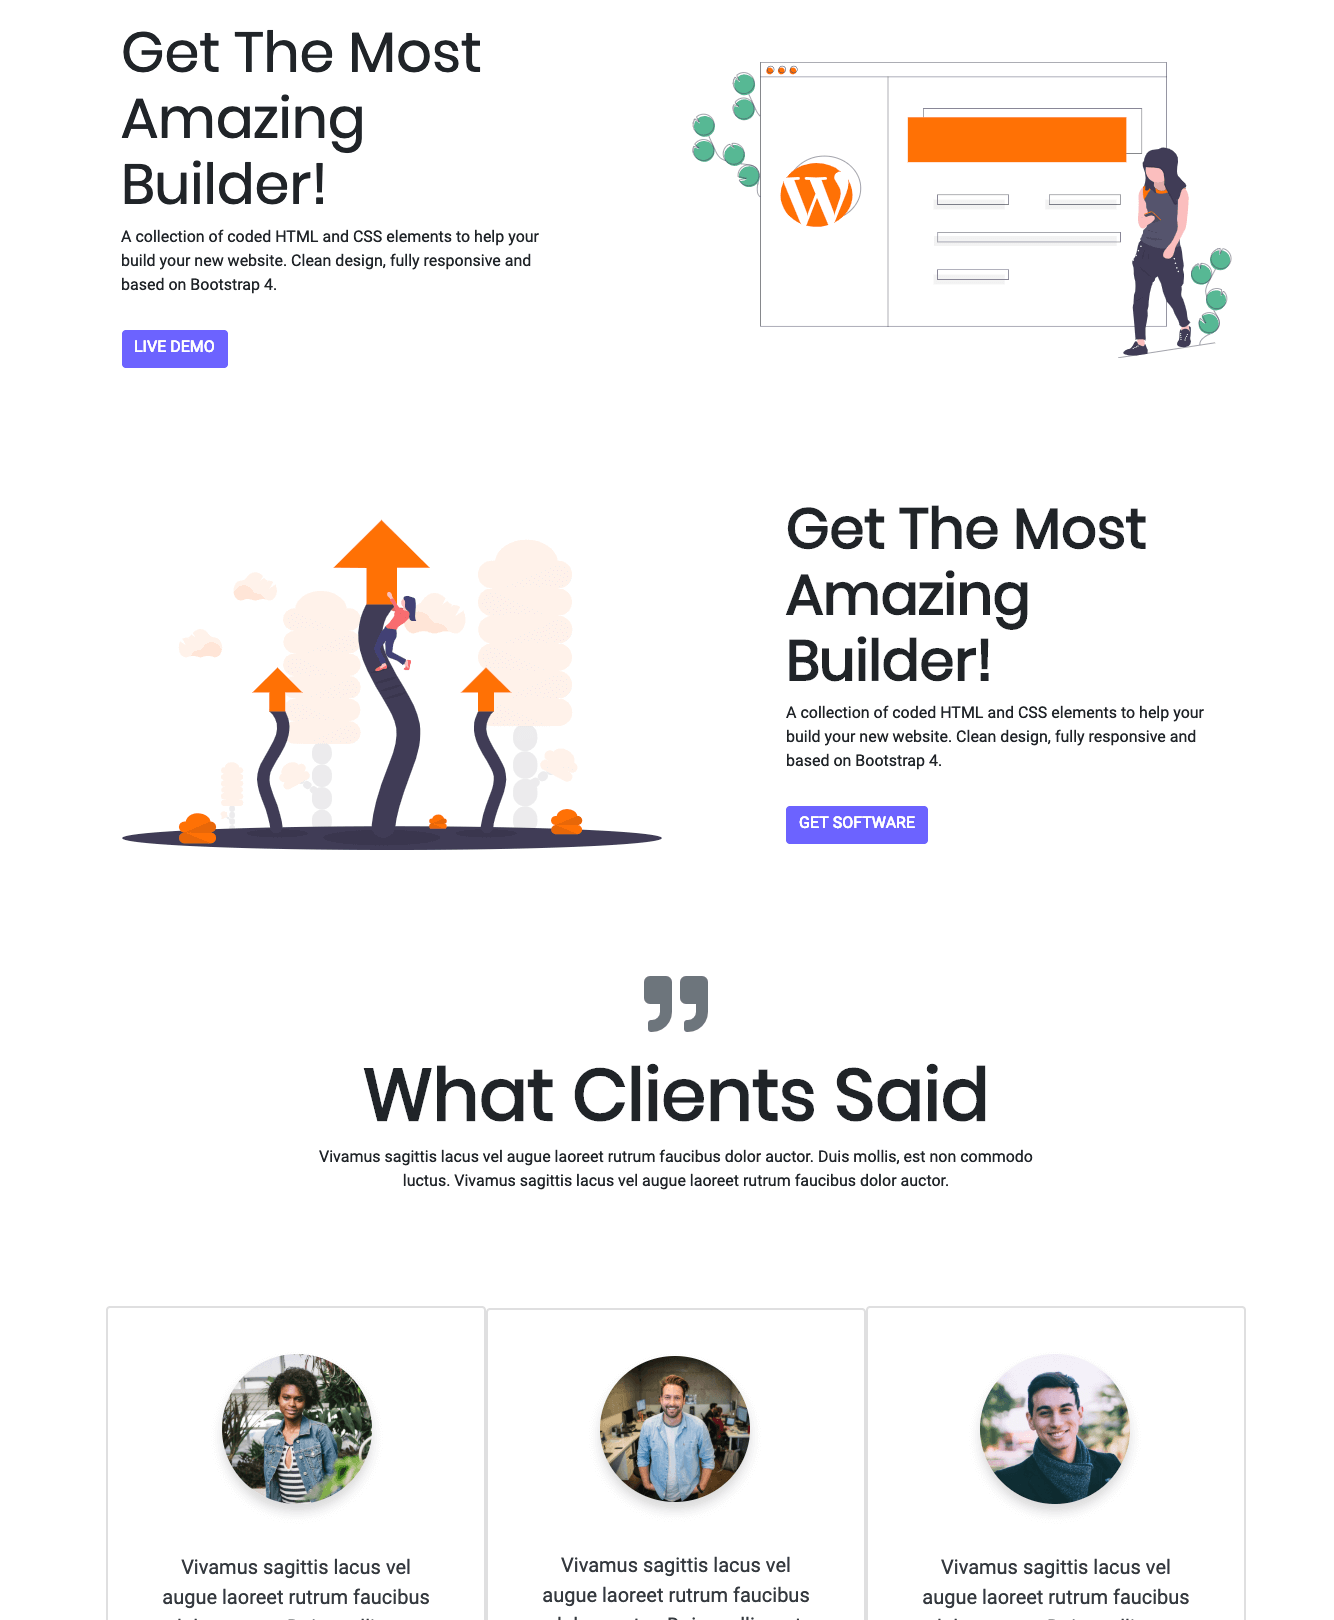 Get The Most
Amazing
Builder!
A collection of coded HTML and CSS elements to help your
build your new website. Clean design, fully responsive and
based on Bootstrap 4.
LIVE DEMO
W
Get The Most
Amazing
Builder!
A collection of coded HTML and CSS elements to help your
build your new website. Clean design, fully responsive and
based on Bootstrap 4.
GET SOFTWARE
What Clients Said
Vivamus sagittis lacus vel augue laoreet rutrum faucibus dolor auctor. Duis mollis, est non commodo
luctus. Vivamus sagittis lacus vel augue laoreet rutrum faucibus dolor auctor.
Vivamus sagittis lacus vel
augue laoreet rutrum faucibus
Vivamus sagittis lacus vel
augue laoreet rutrum faucibus
Vivamus sagittis lacus vel
augue laoreet rutrum faucibus